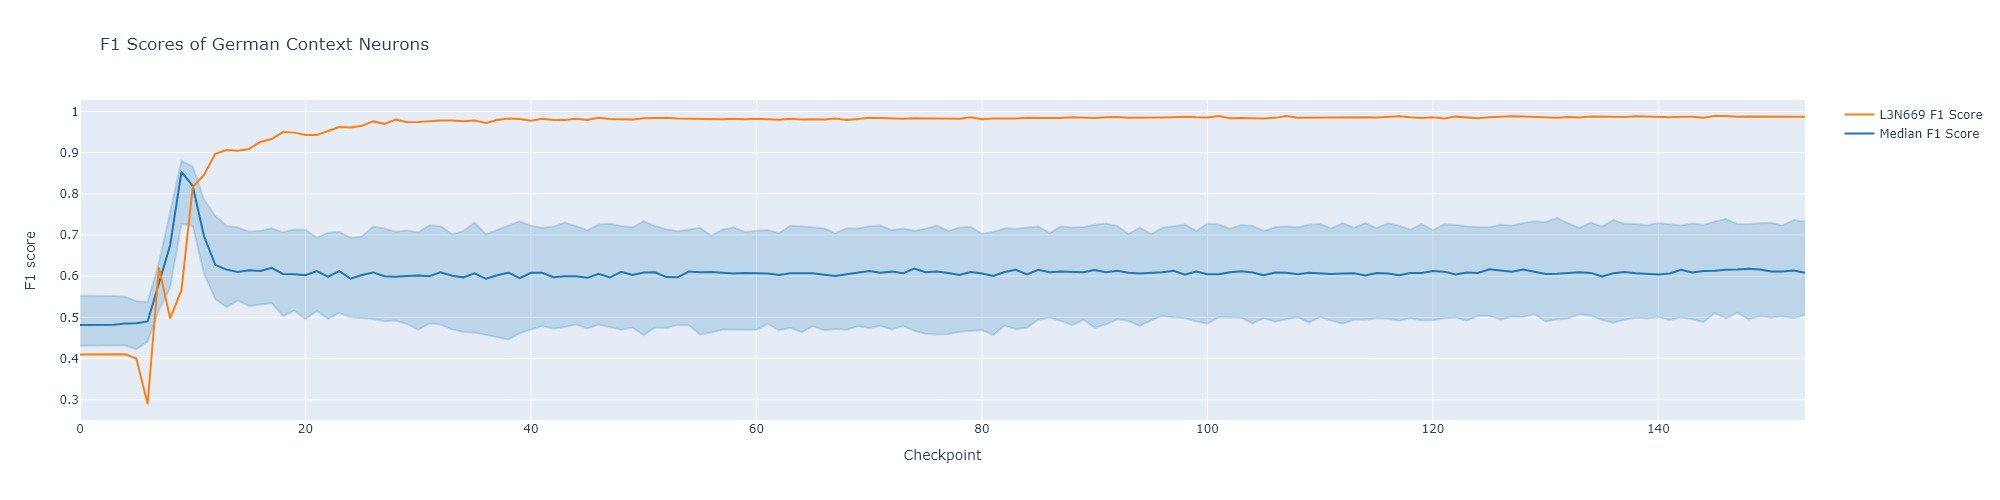 F1 Scores of German Context Neurons
1
0.9
0.8
0.7
0.6
0.5
0.4
0.3
F1 score
0 20 40 60 80 100 120 140
Checkpoint
L3N669 F1 Score
Median F1 Score